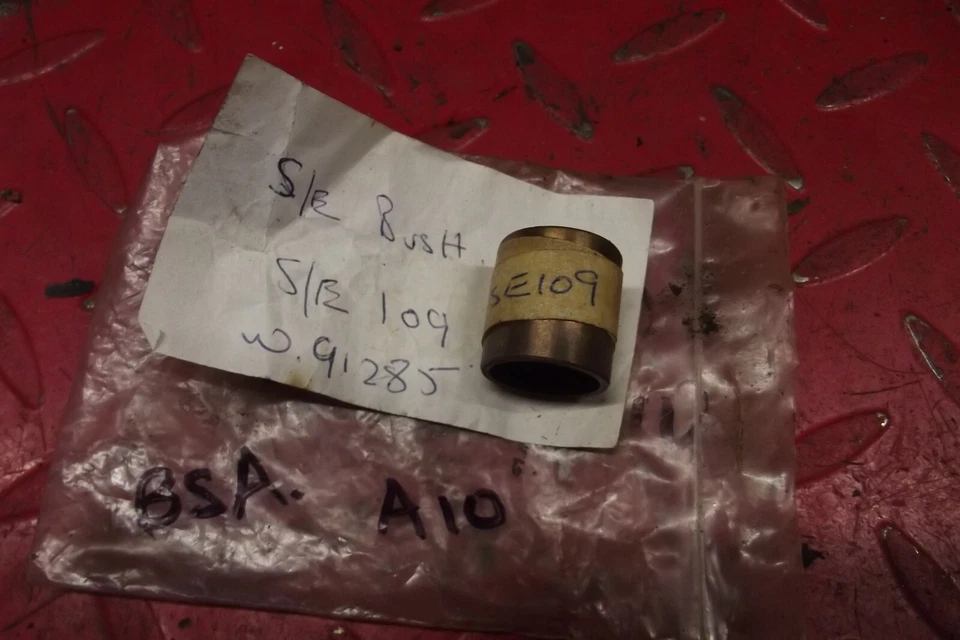 S/E BUSH.
S/E 109
W.91285
SE109
BSA. A10